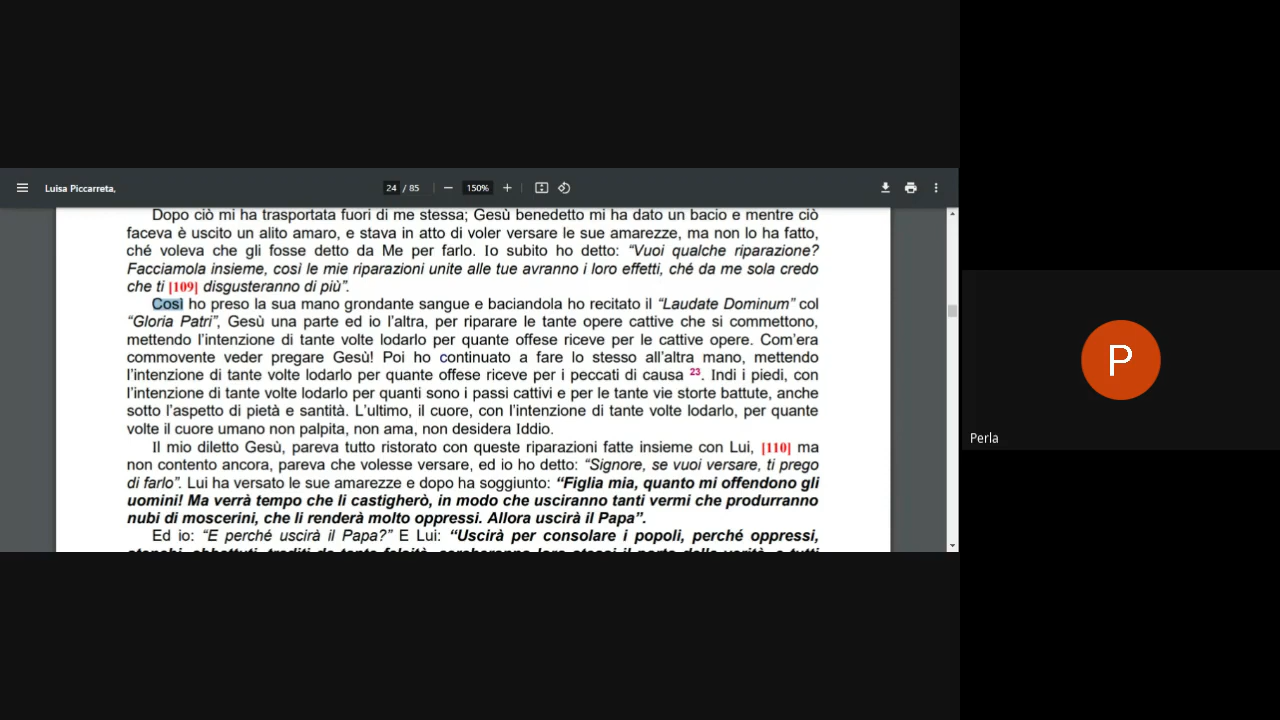 Luisa Piccarreta,
24 / 85
150%
Dopo ciò mi ha trasportata fuori di me stessa; Gesù benedetto mi ha dato un bacio e mentre ciò
faceva è uscito un alito amaro, e stava in atto di voler versare le sue amarezze, ma non lo ha fatto,
ché voleva che gli fosse detto da Me per farlo. Io subito ho detto: “Vuoi qualche riparazione?
Facciamola insieme, così le mie riparazioni unite alle tue avranno i loro effetti, ché da me sola credo
che ti [109] disgusteranno di più”.
Così ho preso la sua mano grondante sangue e baciandola ho recitato il “Laudate Dominum” col
“Gloria Patri”, Gesù una parte ed io l’altra, per riparare le tante opere cattive che si commettono,
mettendo l’intenzione di tante volte lodarlo per quante offese riceve per le cattive opere. Com’era
commovente veder pregare Gesù! Poi ho continuato a fare lo stesso all’altra mano, mettendo
l’intenzione di tante volte lodarlo per quante offese riceve per i peccati di causa 23. Indi i piedi, con
l’intenzione di tante volte lodarlo per quanti sono i passi cattivi e per le tante vie storte battute, anche
sotto l’aspetto di pietà e santità. L’ultimo, il cuore, con l’intenzione di tante volte lodarlo, per quante
volte il cuore umano non palpita, non ama, non desidera Iddio.
Il mio diletto Gesù, pareva tutto ristorato con queste riparazioni fatte insieme con Lui, [110] ma
non contento ancora, pareva che volesse versare, ed io ho detto: “Signore, se vuoi versare, ti prego
di farlo”. Lui ha versato le sue amarezze e dopo ha soggiunto: “Figlia mia, quanto mi offendono gli
uomini! Ma verrà tempo che li castigherò, in modo che usciranno tanti vermi che produrranno
nubi di moscerini, che li renderà molto oppressi. Allora uscirà il Papa”.
Ed io: “E perché uscirà il Papa?” E Lui: “Uscirà per consolare i popoli, perché oppressi,
stanchi, abbattuti, traditi da tante falsità, cercheranno loro stessi il porto della verità, e tutti
P
Perla